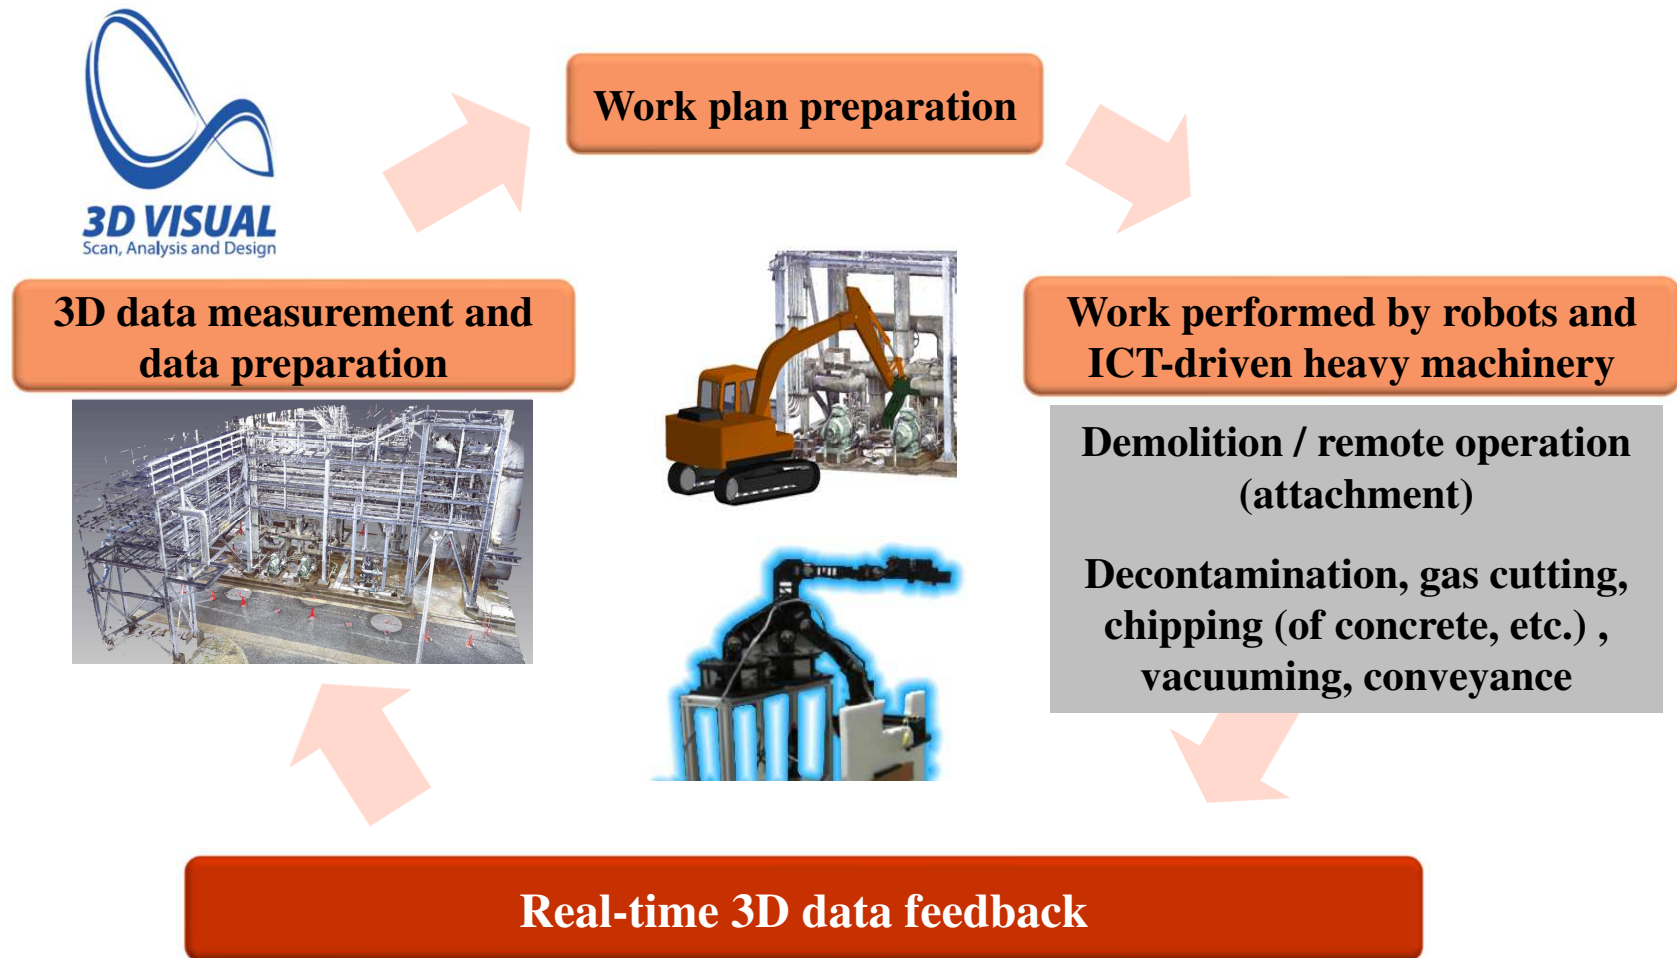 3D VISUAL
Scan, Analysis and Design
Work plan preparation
3D data measurement and
data preparation
Work performed by robots and
ICT-driven heavy machinery
Demolition / remote operation
(attachment)
Decontamination, gas cutting,
chipping (of concrete, etc.) ,
vacuuming, conveyance
Real-time 3D data feedback